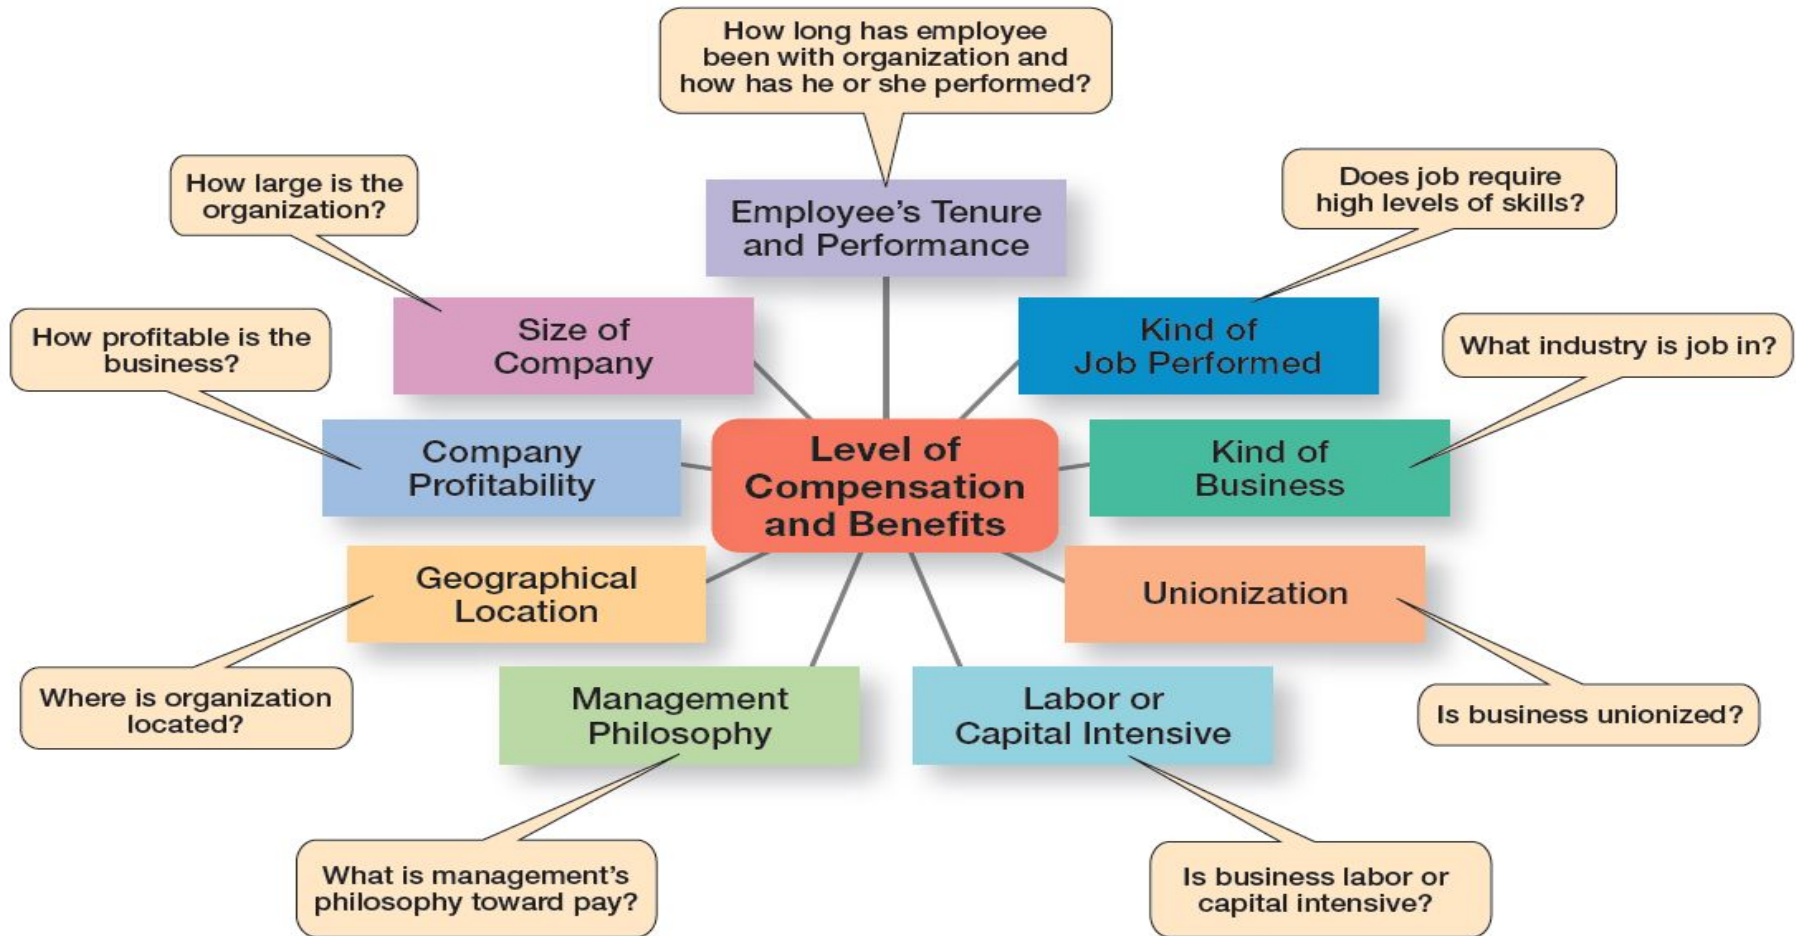 How long has employee
been with organization and
how has he or she performed?
How large is the
organization?
Does job require
high levels of skills?
Employee’s Tenure
and Performance
Size of
Company
Kind of
Job Performed
How profitable is the
business?
What industry is job in?
Company
Profitability
Level of
Compensation
and Benefits
Kind of
Business
Geographical
Location
Unionization
Where is organization
located?
Management
Philosophy
Labor or
Capital Intensive
Is business unionized?
What is management’s
philosophy toward pay?
Is business labor or
capital intensive?